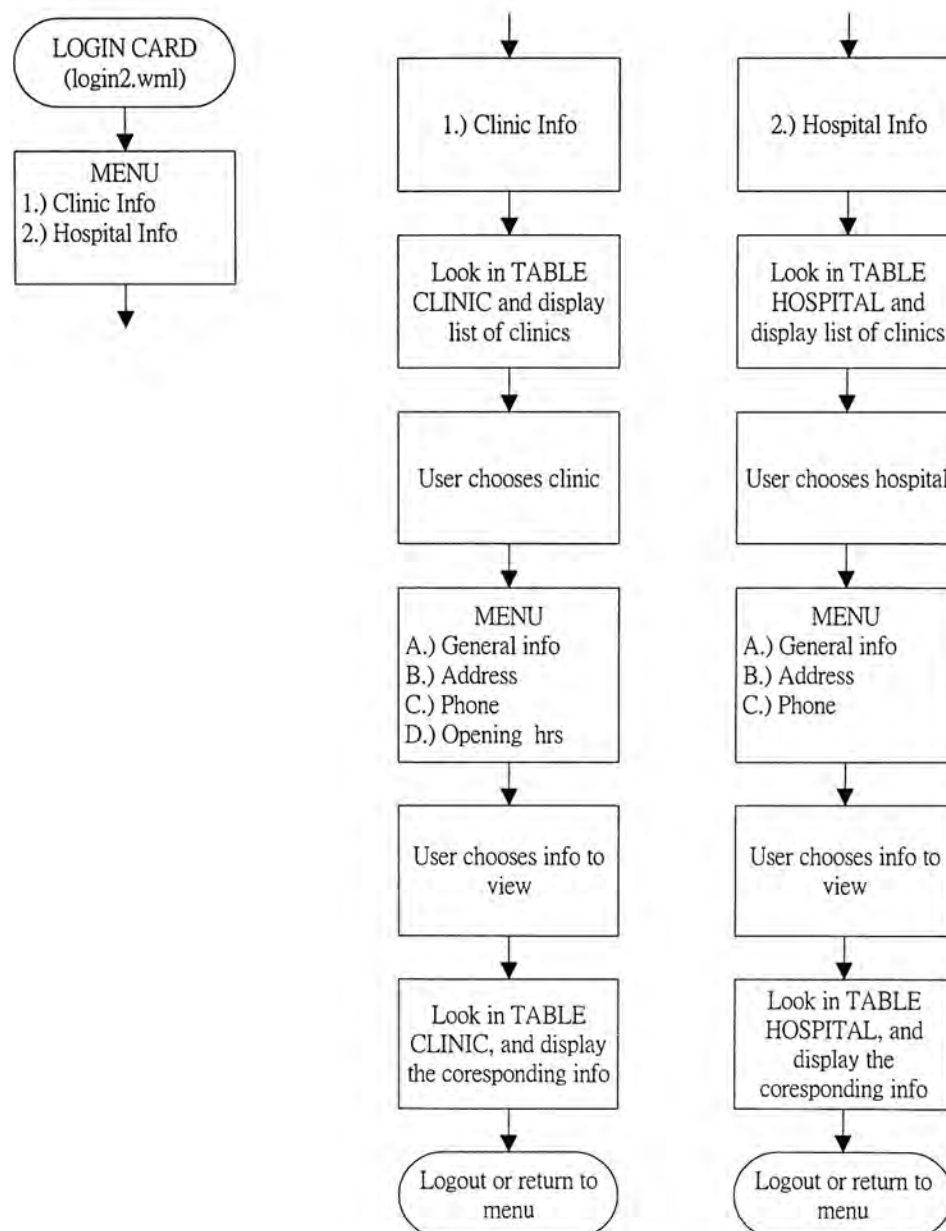 LOGIN CARD
(login2.wml)
MENU
1.) Clinic Info
2.) Hospital Info
1.) Clinic Info
Look in TABLE
CLINIC and display
list of clinics
User chooses clinic
MENU
A.) General info
B.) Address
C.) Phone
D.) Opening hrs
User chooses info to
view
Look in TABLE
CLINIC, and display
the coresponding info
Logout or return to
menu
2.) Hospital Info
Look in TABLE
HOSPITAL and
display list of clinics
User chooses hospital
MENU
A.) General info
B.) Address
C.) Phone
User chooses info to
view
Look in TABLE
HOSPITAL, and
display the
coresponding info
Logout or return to
menu